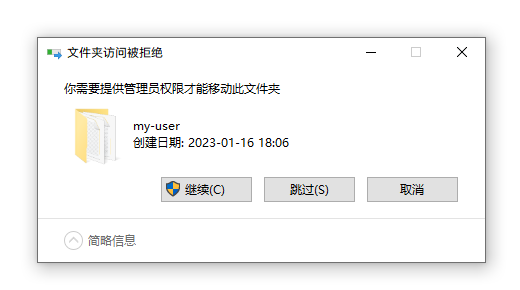 文件夹访问被拒绝
你需要提供管理员权限才能移动此文件夹
my-user
创建日期: 2023-01-16 18:06
继续(C)
跳过(S)
取消
简略信息